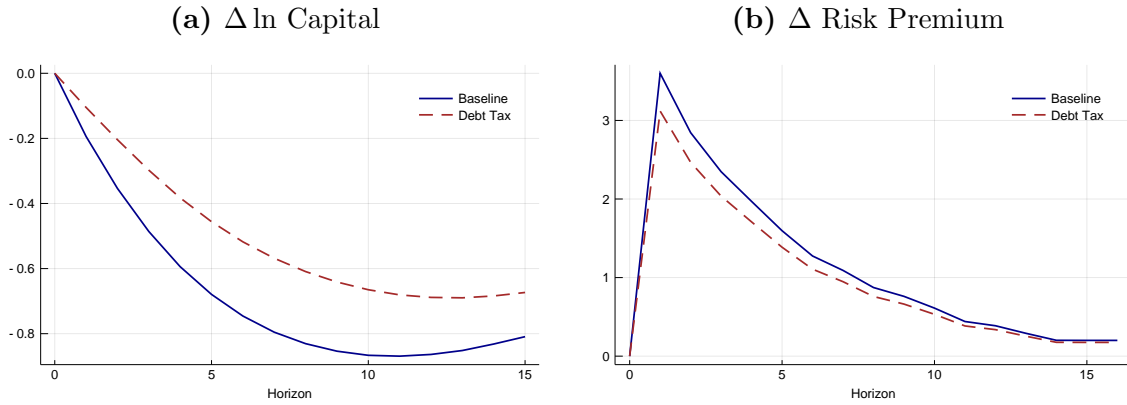 (a) Δ ln Capital
0.0
- 0.2
- 0.4
- 0.6
- 0.8
0 5 10 15
Horizon
Baseline
Debt Tax
(b) Δ Risk Premium
3
2
1
0
0 5 10 15
Horizon
Baseline
Debt Tax